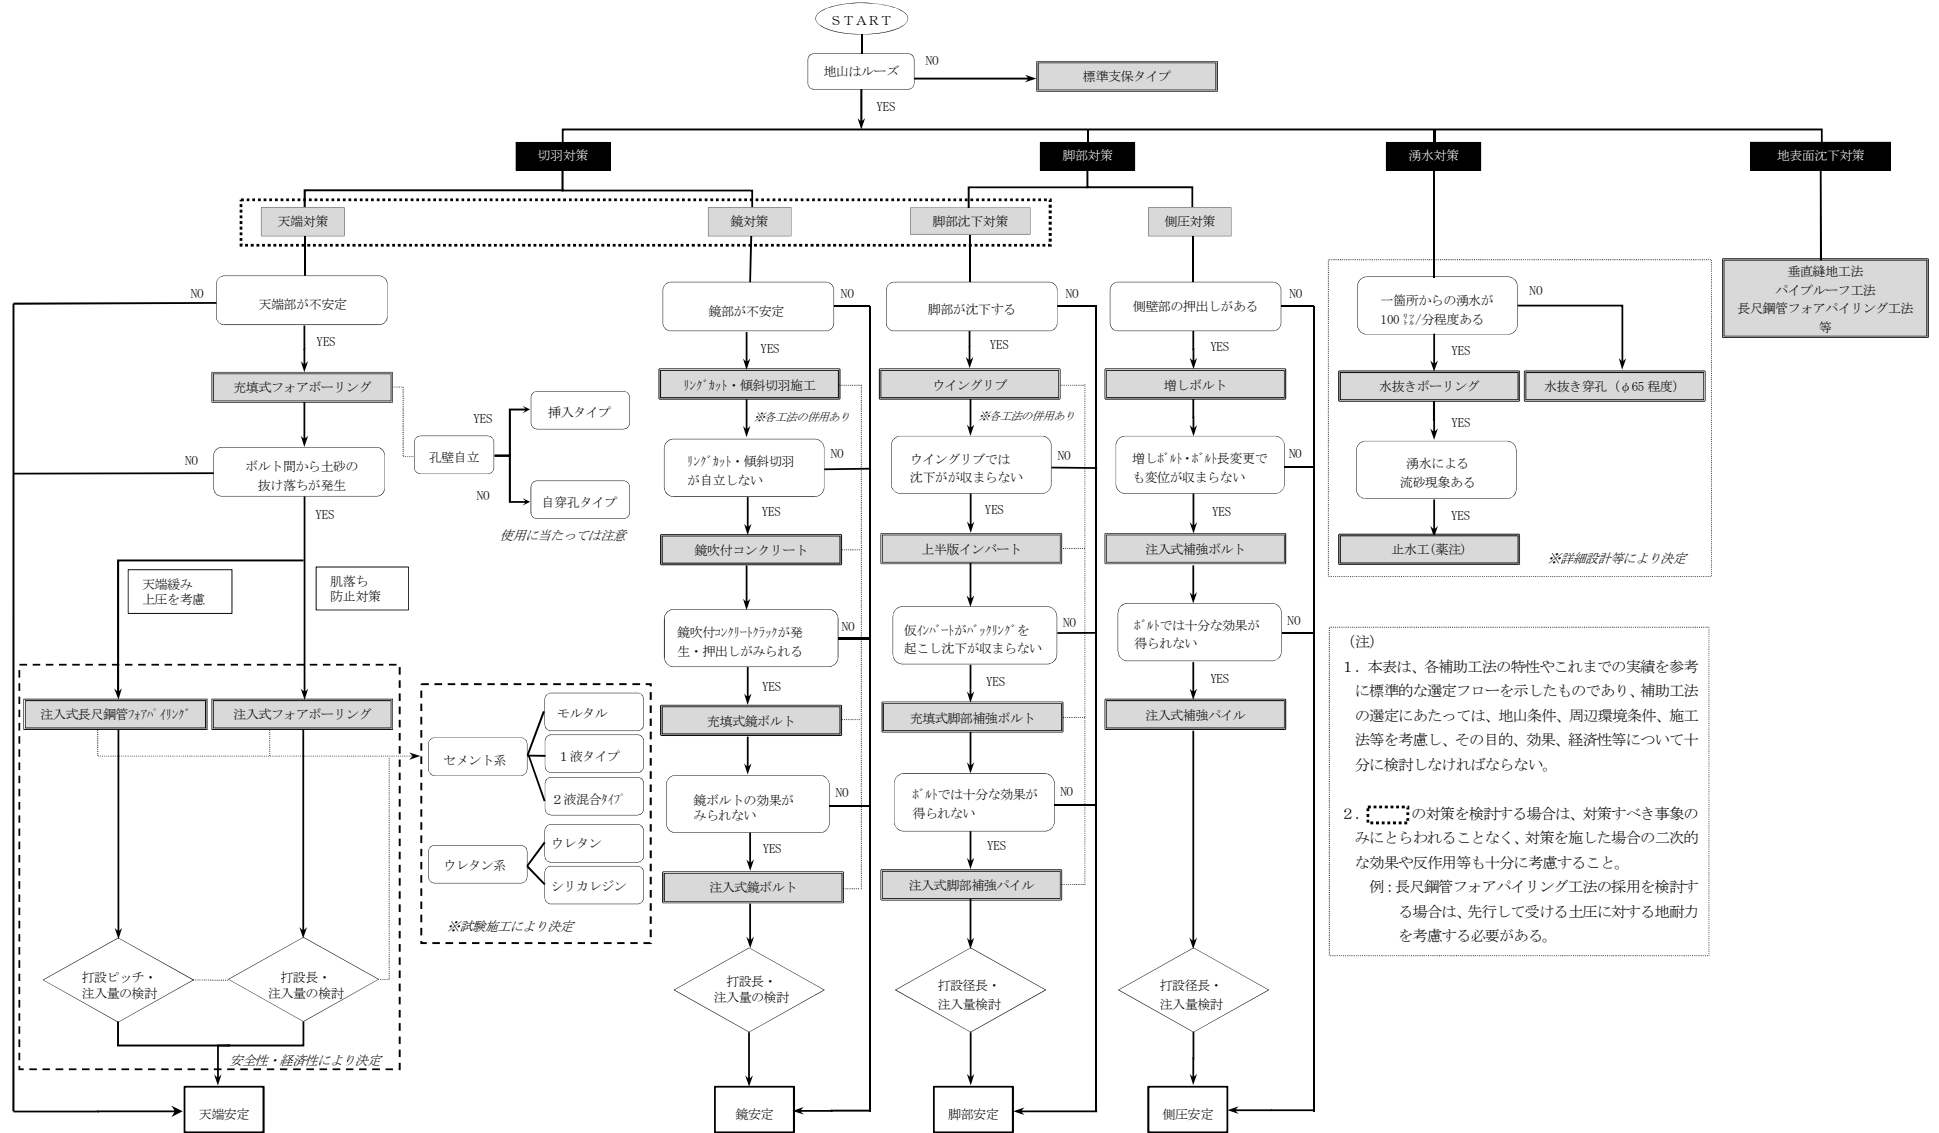 ＳＴＡＲＴ
地山はルーズ
NO
標準支保タイプ
YES
切羽対策
脚部対策
湧水対策
地表面沈下対策
天端対策
鏡対策
脚部沈下対策
側圧対策
天端部が不安定
NO
YES
充填式フォアボーリング
ボルト間から土砂の
抜け落ちが発生
NO
YES
孔壁自立
YES
挿入タイプ
NO
自穿孔タイプ
使用に当たっては注意
天端緩み
上圧を考慮
肌落ち
防止対策
注入式長尺鋼管ﾌｫｱﾊﾟｲﾘﾝｸﾞ
注入式フォアボーリング
打設ピッチ・
注入量の検討
打設長・
注入量の検討
安全性・経済性により決定
天端安定
セメント系
モルタル
１液タイプ
２液混合ﾀｲﾌﾟ
ウレタン系
ウレタン
シリカレジン
※試験施工により決定
鏡部が不安定
NO
YES
ﾘﾝｸﾞｶｯﾄ・傾斜切羽施工
※各工法の併用あり
ﾘﾝｸﾞｶｯﾄ・傾斜切羽
が自立しない
NO
YES
鏡吹付コンクリート
鏡吹付ｺﾝｸﾘｰﾄｸﾗｯｸが発
生・押出しがみられる
NO
YES
充填式鏡ボルト
鏡ボルトの効果が
みられない
NO
YES
注入式鏡ボルト
打設長・
注入量の検討
鏡安定
脚部が沈下する
NO
YES
ウイングリブ
※各工法の併用あり
ウイングリブでは
沈下がが収まらない
NO
YES
上半版インバート
仮ｲﾝﾊﾞｰﾄがﾊﾞｯｸﾘﾝｸﾞを
起こし沈下が収まらない
NO
YES
充填式脚部補強ボルト
ﾎﾞﾙﾄでは十分な効果が
得られない
NO
YES
注入式脚部補強パイル
打設径長・
注入量検討
脚部安定
側壁部の押出しがある
NO
YES
増しボルト
増しﾎﾞﾙﾄ・ﾎﾞﾙﾄ長変更で
も変位が収まらない
NO
YES
注入式補強ボルト
ﾎﾞﾙﾄでは十分な効果が
得られない
NO
YES
注入式補強パイル
打設径長・
注入量検討
側圧安定
一箇所からの湧水が
100 ﾘｯﾄﾙ/分程度ある
NO
YES
水抜きボーリング
水抜き穿孔（φ65 程度）
YES
湧水による
流砂現象ある
YES
止水工(薬注)
※詳細設計等により決定
垂直縫地工法
パイプルーフ工法
長尺鋼管フォアパイリング工法
等
（注）
１．本表は、各補助工法の特性やこれまでの実績を参考
に標準的な選定フローを示したものであり、補助工法
の選定にあたっては、地山条件、周辺環境条件、施工
法等を考慮し、その目的、効果、経済性等について十
分に検討しなければならない。
２．の対策を検討する場合は、対策すべき事象の
みにとらわれることなく、対策を施した場合の二次的
な効果や反作用等も十分に考慮すること。
例：長尺鋼管フォアパイリング工法の採用を検討す
る場合は、先行して受ける土圧に対する地耐力
を考慮する必要がある。